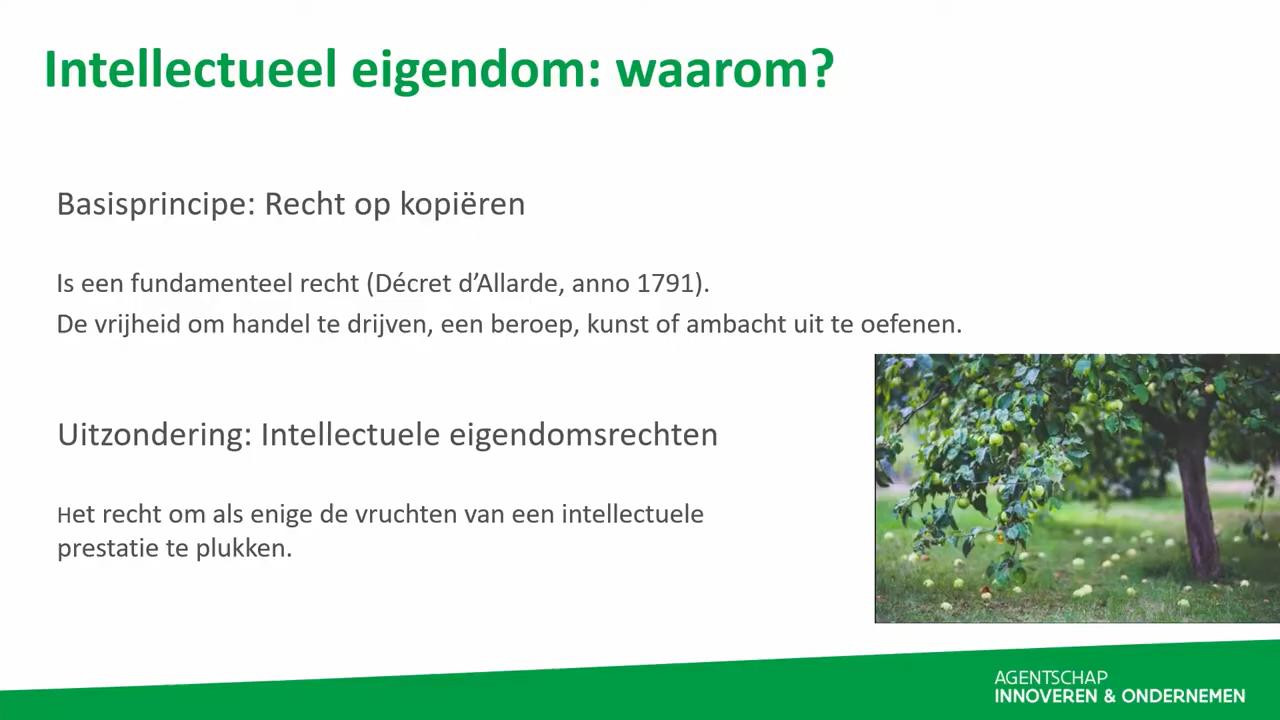 Intellectueel eigendom: waarom?
Basisprincipe: Recht op kopiëren
Is een fundamenteel recht (Décret d’Allarde, anno 1791).
De vrijheid om handel te drijven, een beroep, kunst of ambacht uit te oefenen.
Uitzondering: Intellectuele eigendomsrechten
Het recht om als enige de vruchten van een intellectuele
prestatie te plukken.
AGENTSCHAP
INNOVEREN & ONDERNEMEN